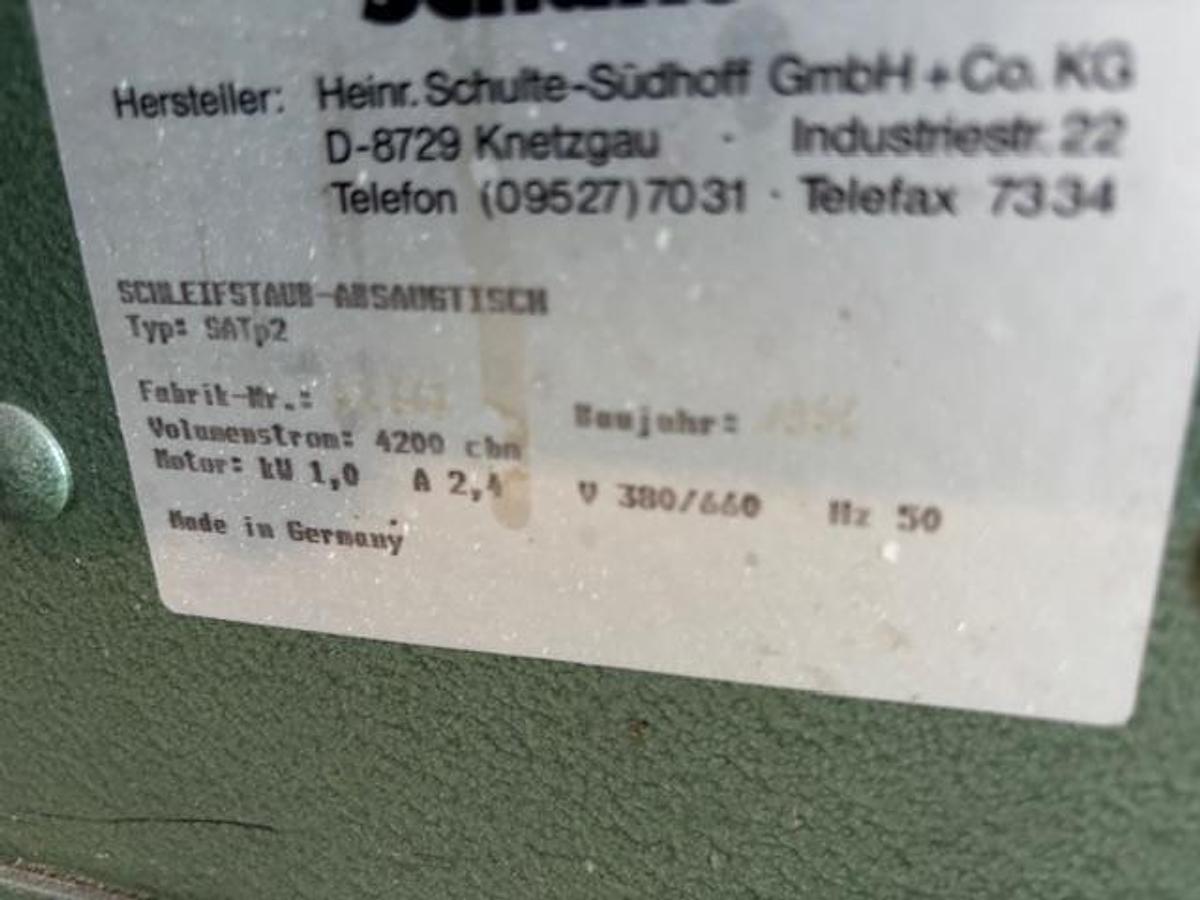 Hersteller: Heinr. Schulte-Südhoff GmbH + Co. KG
D-8729 Knetzgau · Industriestr. 22
Telefon (09527) 7031 · Telefax 7334
SCHLEIFSTAUB-ABSAUGTISCH
Typ: SATp2
Fabrik-Nr.: Baujahr:
Volumenstrom: 4200 cbm
Motor: kW 1,0 A 2,4 V 380/660 Hz 50
Made in Germany